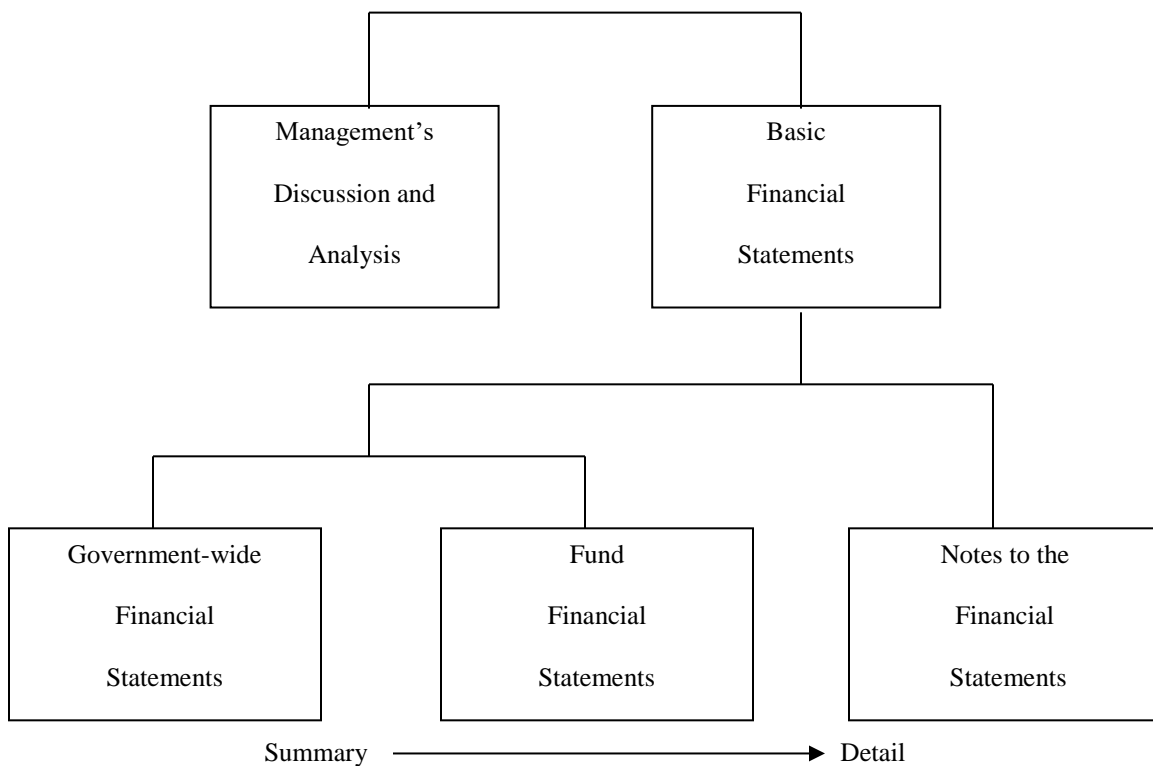 Management’s
Discussion and
Analysis
Basic
Financial
Statements
Government-wide
Financial
Statements
Fund
Financial
Statements
Notes to the
Financial
Statements
Summary
Detail